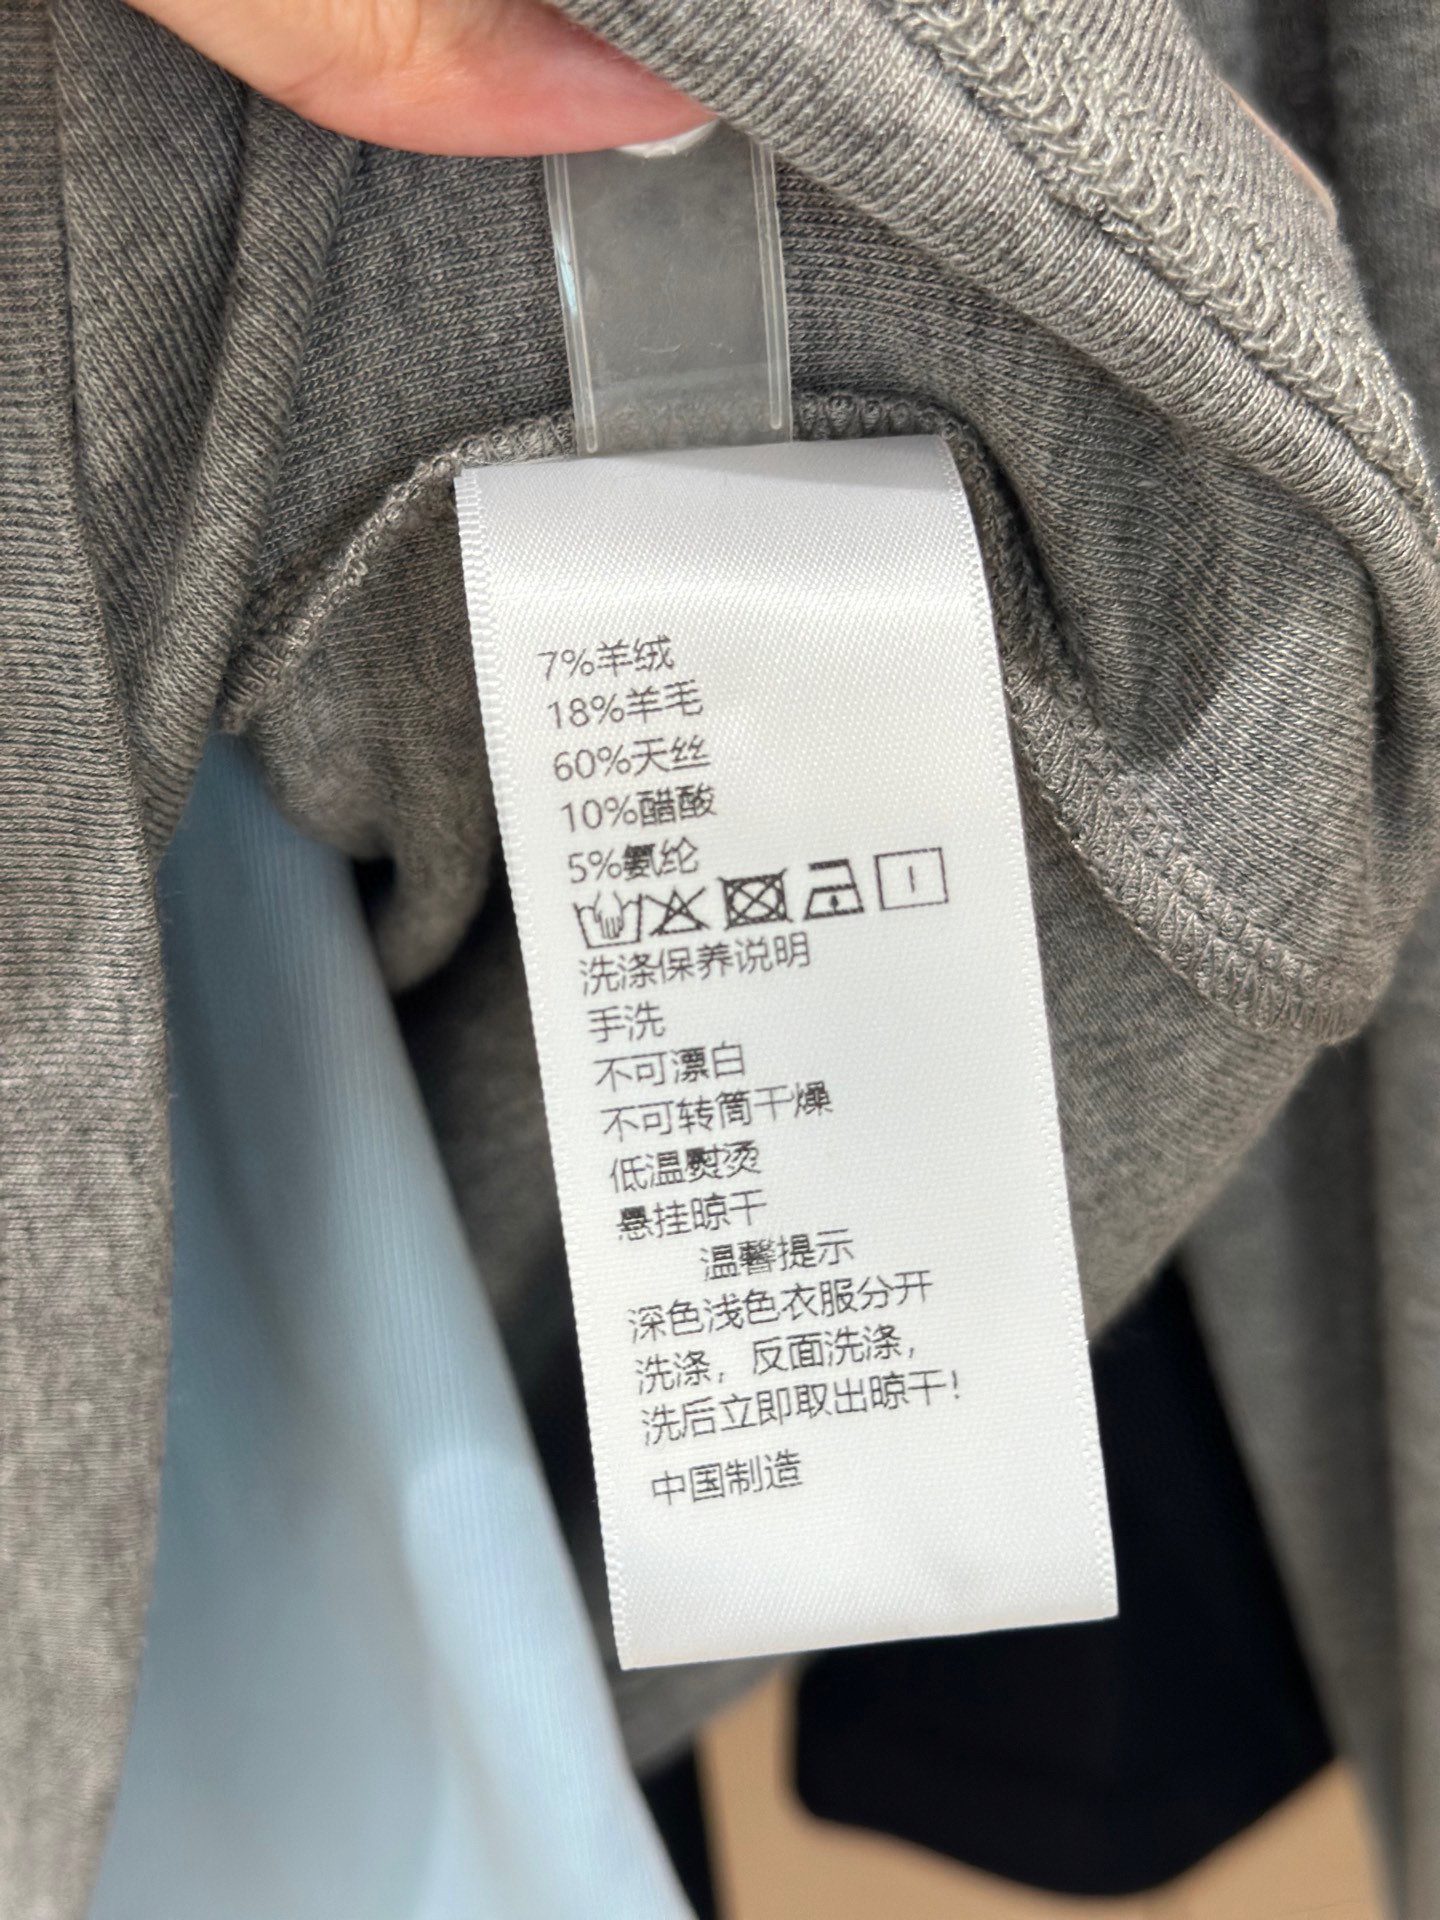 7%羊绒
18%羊毛
60%天丝
10%醋酸
5%氨纶
洗涤保养说明
手洗
不可漂白
不可转筒干燥
低温熨烫
悬挂晾干
温馨提示
深色浅色衣服分开
洗涤，反面洗涤，
洗后立即取出晾干！
中国制造